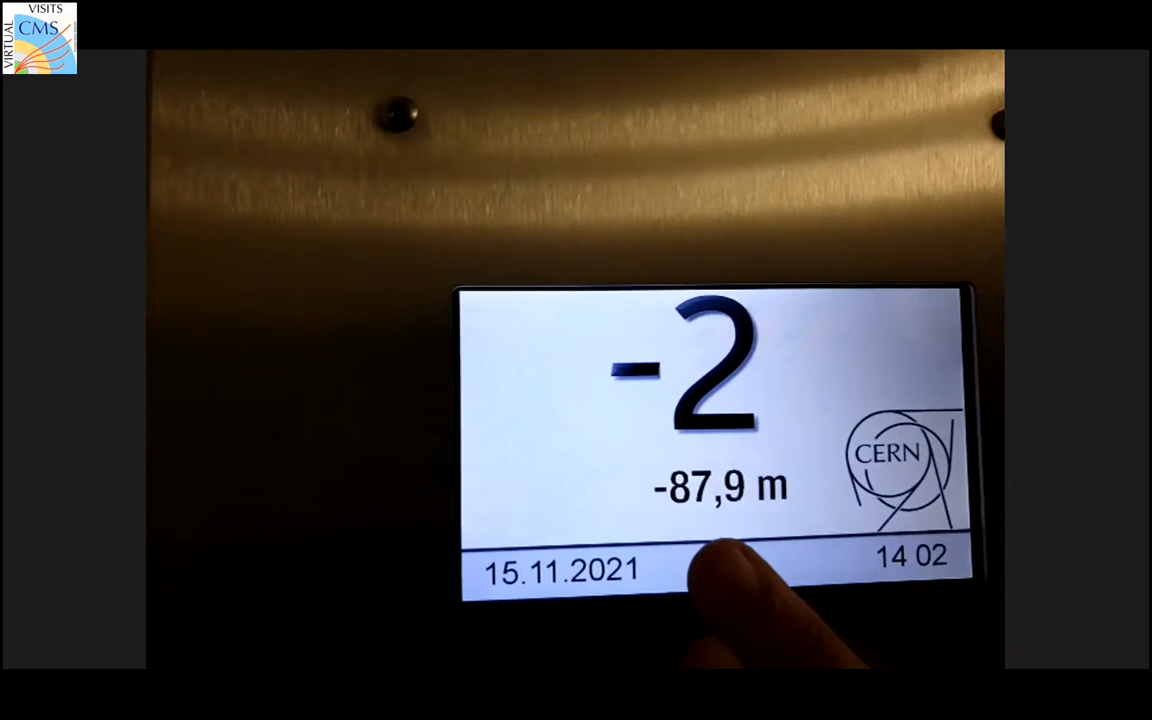 VISITS
CMS
VIRTUAL
-2
-87,9 m
CERN
15.11.2021
14 02